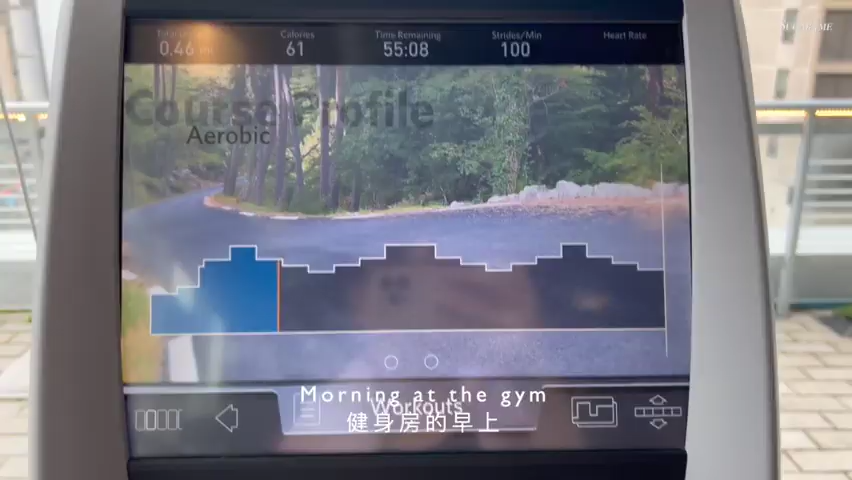 Calories
Time Remaining
Strides/Min
Heart Rate
0.46
61
55:08
100
Course Profile
Aerobic
Morning at the gym
Workouts
健身房的早上